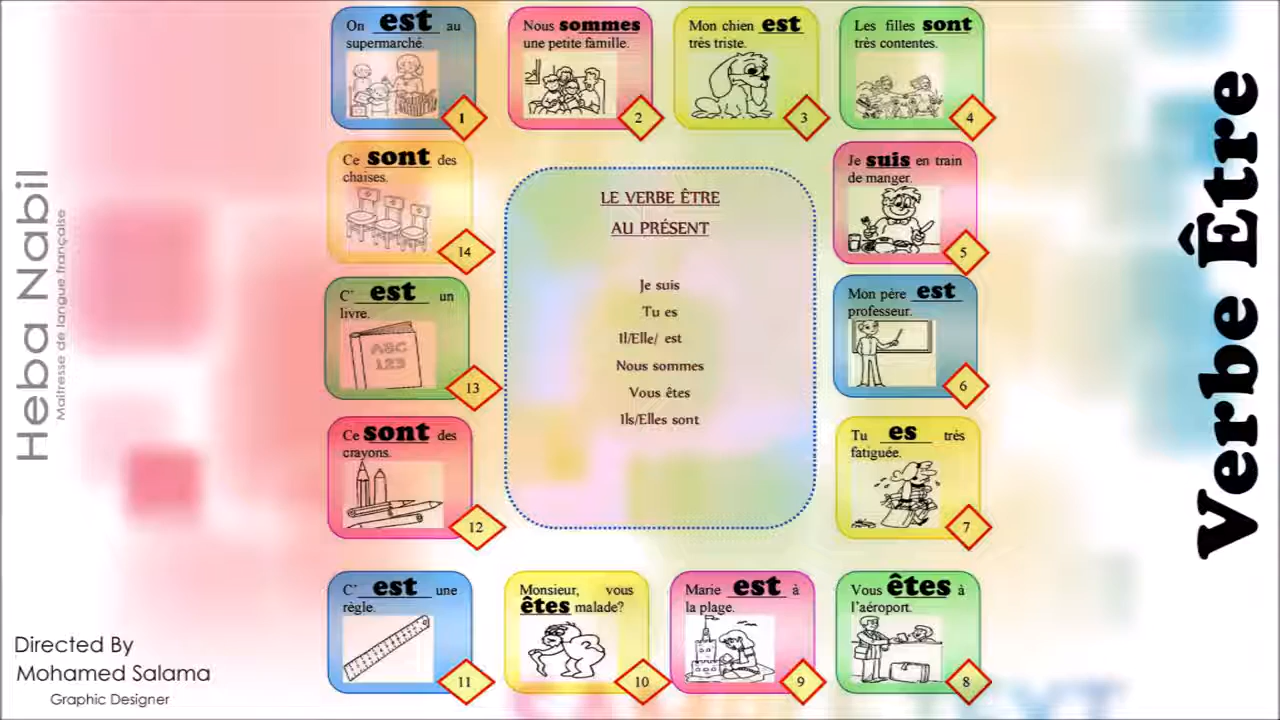 On est au
supermarché.
1
Nous sommes
une petite famille.
2
Mon chien est
très triste.
3
Les filles sont
très contentes.
4
Je suis en train
de manger.
5
Mon père est
professeur.
6
Tu es très
fatiguée.
7
Vous êtes à
l'aéroport.
8
Marie est à
la plage.
9
Monsieur, vous
êtes malade?
10
C' est une
règle.
11
Ce sont des
crayons.
12
C' est un
livre.
ABC
123
13
Ce sont des
chaises.
14
LE VERBE ÊTRE
AU PRÉSENT
Je suis
Tu es
Il/Elle/ est
Nous sommes
Vous êtes
Ils/Elles sont
Verbe Être
Heba Nabil
Maitresse de langue française
Directed By
Mohamed Salama
Graphic Designer